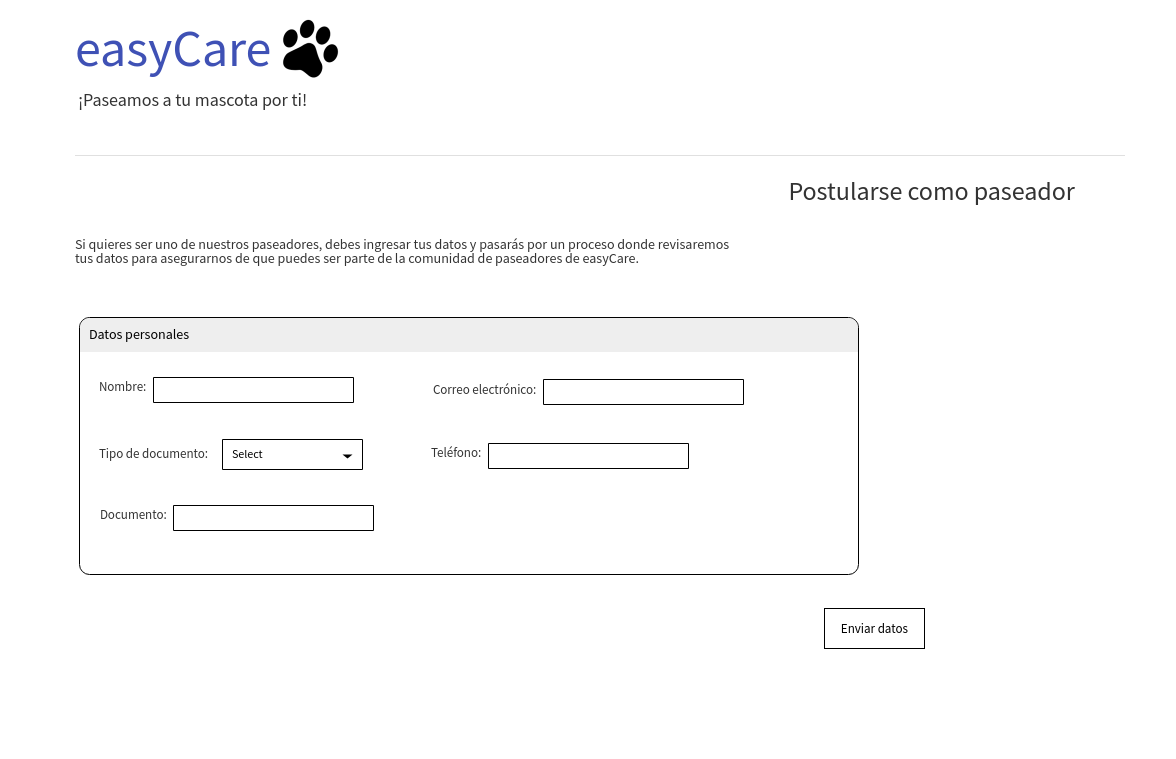 easyCare
¡Paseamos a tu mascota por ti!
Postularse como paseador
Si quieres ser uno de nuestros paseadores, debes ingresar tus datos y pasarás por un proceso donde revisaremos
tus datos para asegurarnos de que puedes ser parte de la comunidad de paseadores de easyCare.
Datos personales
Nombre:
Correo electrónico:
Tipo de documento:
Select
Teléfono:
Documento:
Enviar datos